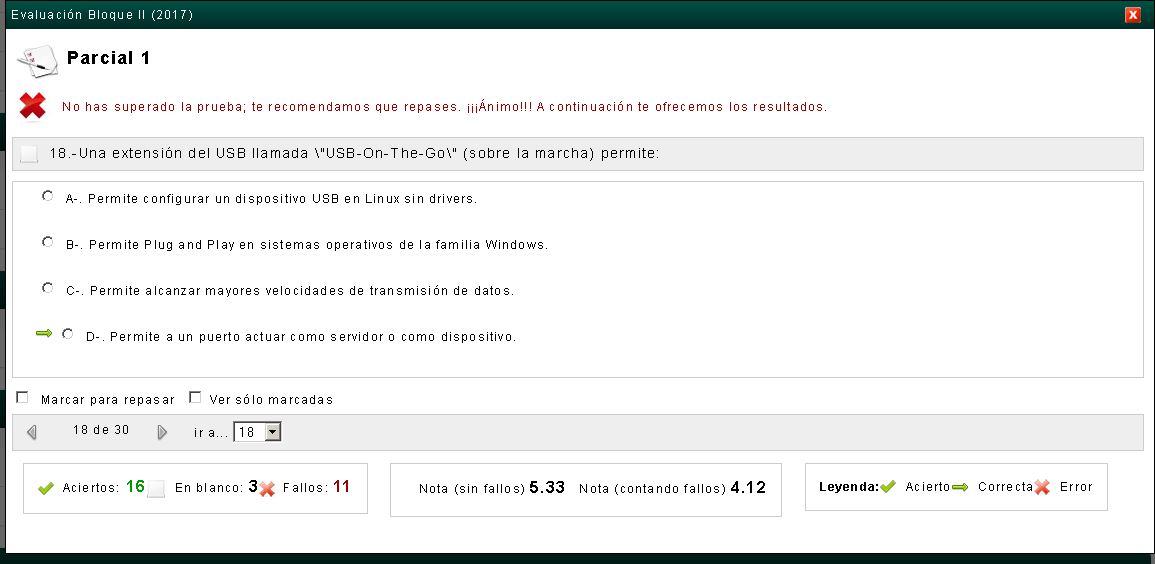 Evaluación Bloque II (2017)
Parcial 1
No has superado la prueba; te recomendamos que repases. ¡¡¡Ánimo!!! A continuación te ofrecemos los resultados.
18.-Una extensión del USB llamada \"USB-On-The-Go\" (sobre la marcha) permite:
A-. Permite configurar un dispositivo USB en Linux sin drivers.
B-. Permite Plug and Play en sistemas operativos de la familia Windows.
C-. Permite alcanzar mayores velocidades de transmisión de datos.
D-. Permite a un puerto actuar como servidor o como dispositivo.
Marcar para repasar Ver sólo marcadas
18 de 30 ir a... 18
Aciertos: 16 En blanco: 3 Fallos: 11 Nota (sin fallos) 5.33 Nota (contando fallos) 4.12 Leyenda: Acierto Correcta Error